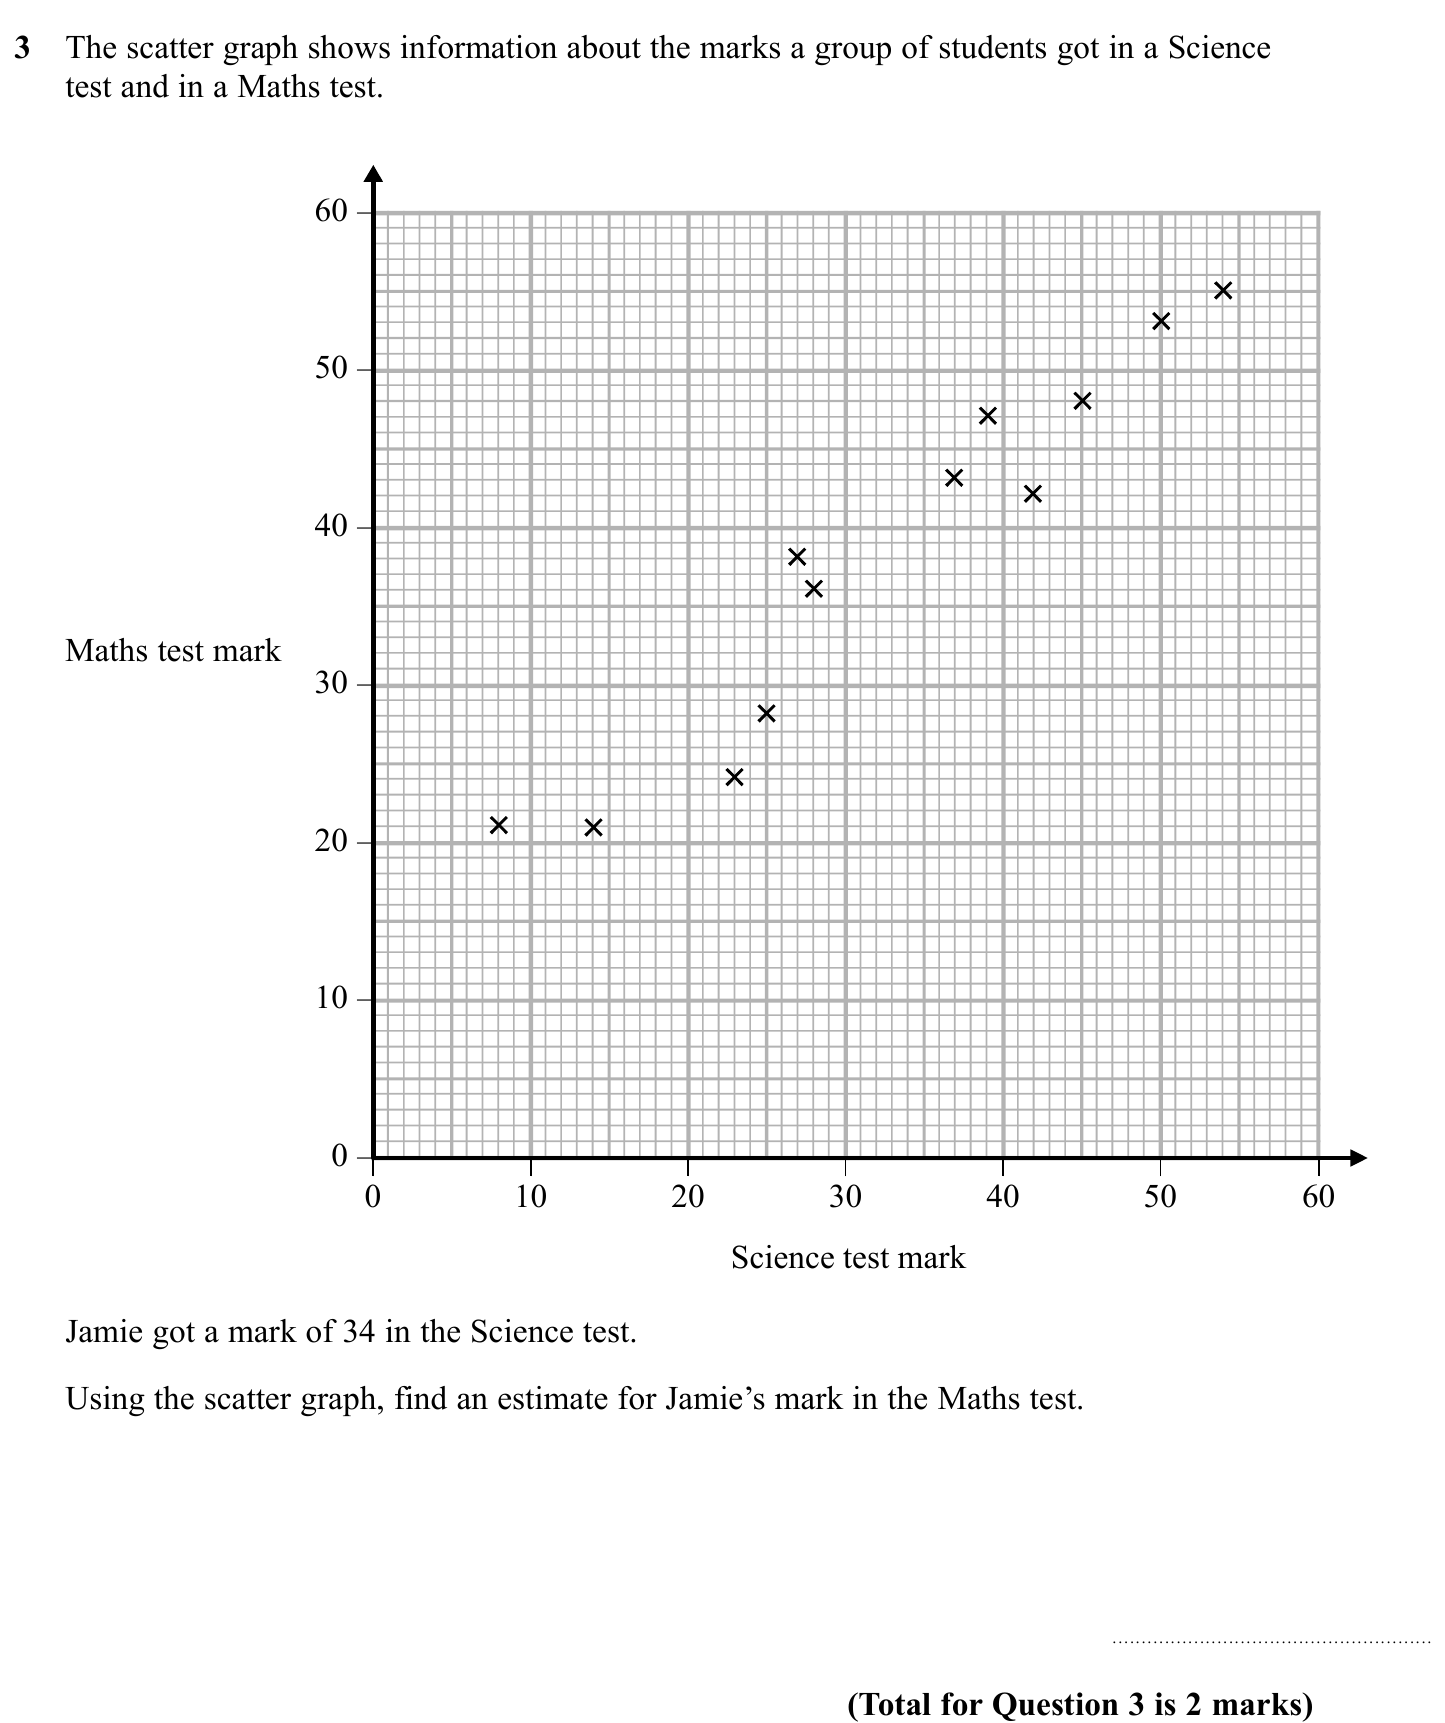 3 The scatter graph shows information about the marks a group of students got in a Science
test and in a Maths test.
60
50
40
Maths test mark
30
20
10
0
0 10 20 30 40 50 60
Science test mark
Jamie got a mark of 34 in the Science test.
Using the scatter graph, find an estimate for Jamie’s mark in the Maths test.
(Total for Question 3 is 2 marks)